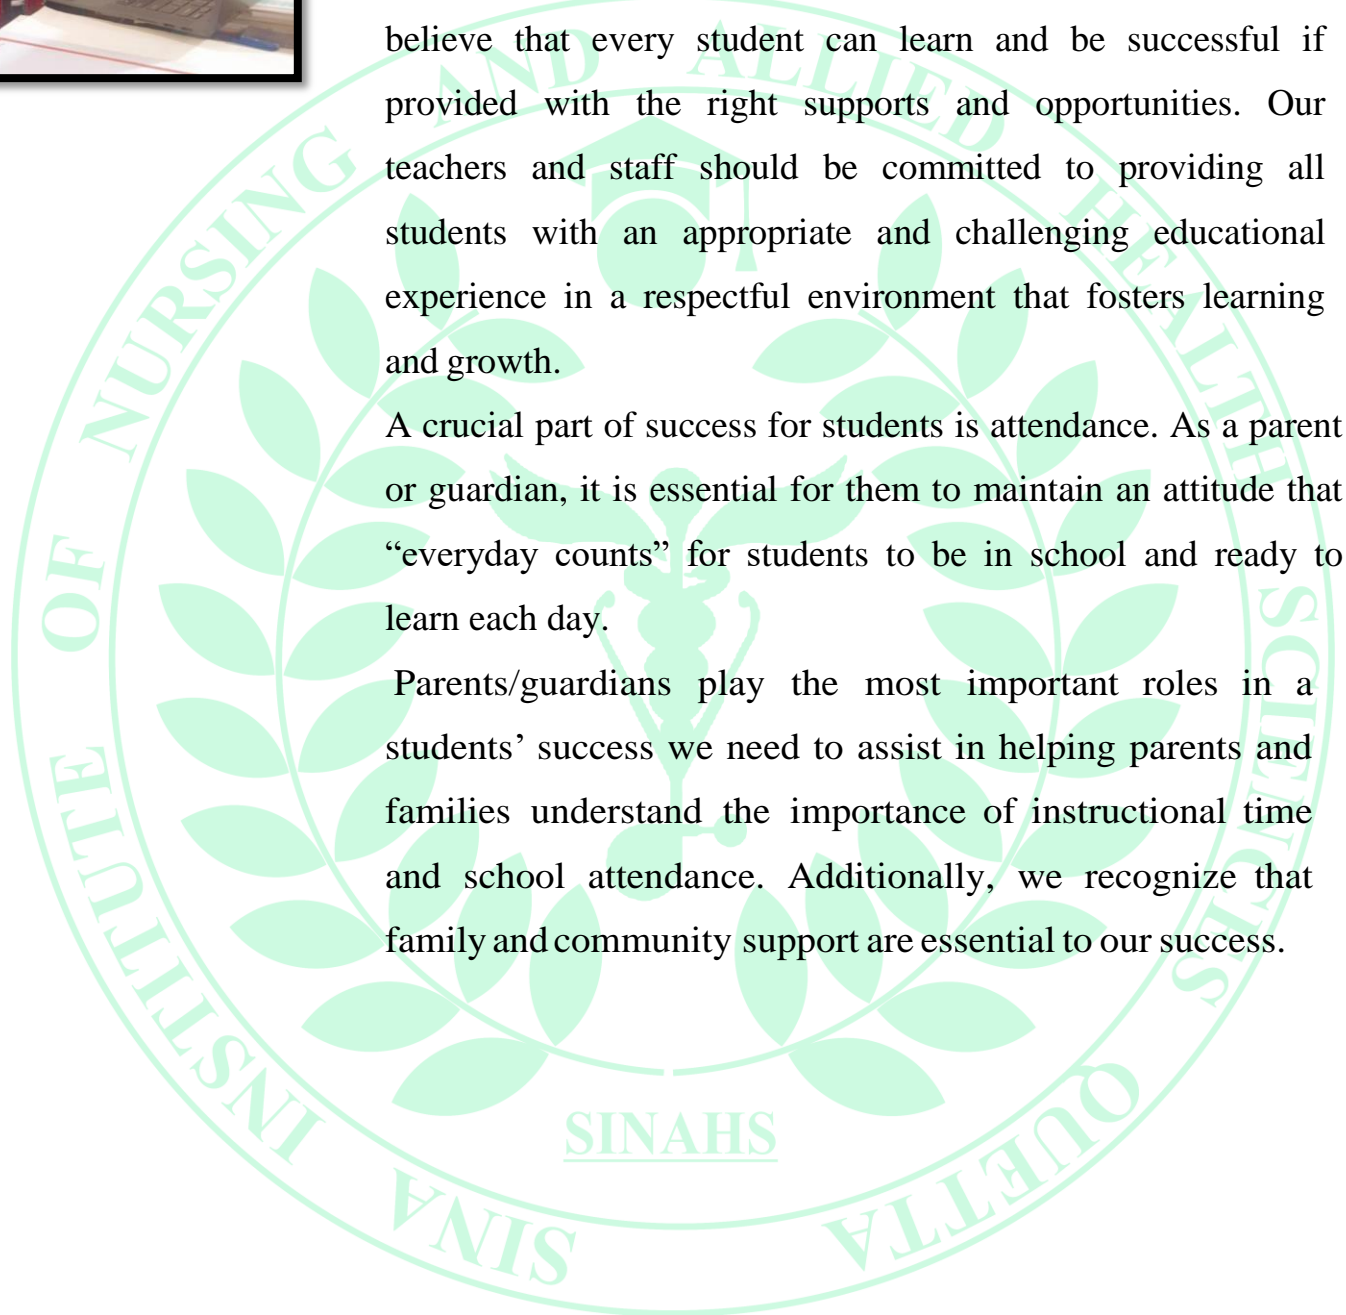 believe that every student can learn and be successful if
provided with the right supports and opportunities. Our
teachers and staff should be committed to providing all
students with an appropriate and challenging educational
experience in a respectful environment that fosters learning
and growth.
A crucial part of success for students is attendance. As a parent
or guardian, it is essential for them to maintain an attitude that
“everyday counts” for students to be in school and ready to
learn each day.
Parents/guardians play the most important roles in a
students’ success we need to assist in helping parents and
families understand the importance of instructional time
and school attendance. Additionally, we recognize that
family and community support are essential to our success.
SINAHS
SINA INSTITUTE OF NURSING AND ALLIED HEALTH SCIENCES QUETTA